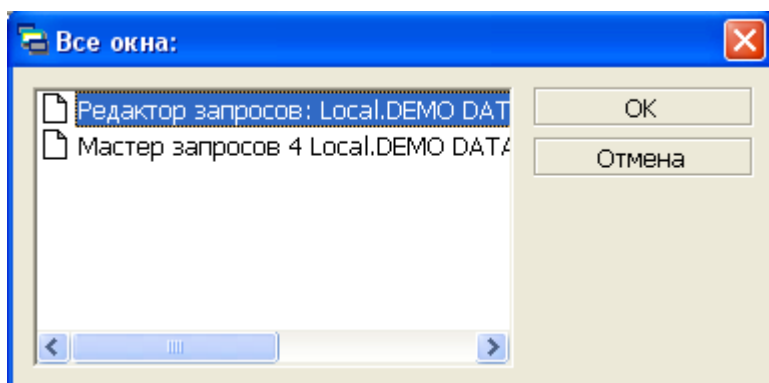 Все окна:
Редактор запросов: Local.DEMO DAT
Мастер запросов 4 Local.DEMO DATA
OK
Отмена